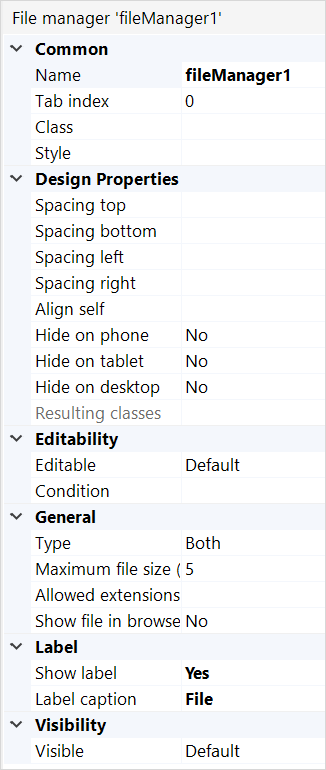 File manager 'fileManager1'
Common
Name fileManager1
Tab index 0
Class
Style
Design Properties
Spacing top
Spacing bottom
Spacing left
Spacing right
Align self
Hide on phone No
Hide on tablet No
Hide on desktop No
Resulting classes
Editability
Editable Default
Condition
General
Type Both
Maximum file size ( 5
Allowed extensions
Show file in browse No
Label
Show label Yes
Label caption File
Visibility
Visible Default